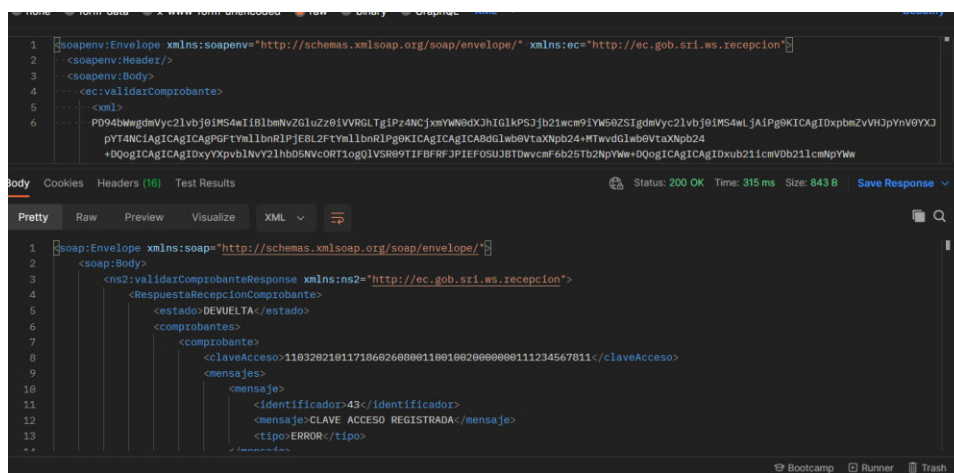 none form-data x-www-form-urlencoded raw binary GraphQL XML Beautify
1 <soapenv:Envelope xmlns:soapenv="http://schemas.xmlsoap.org/soap/envelope/" xmlns:ec="http://ec.gob.sri.ws.recepcion">
2 <soapenv:Header/>
3 <soapenv:Body>
4 <ec:validarComprobante>
5 <xml>
6
Body Cookies Headers (16) Test Results Status: 200 OK Time: 315 ms Size: 843 B Save Response
Pretty Raw Preview Visualize XML
1 <soap:Envelope xmlns:soap="http://schemas.xmlsoap.org/soap/envelope/">
2 <soap:Body>
3 <ns2:validarComprobanteResponse xmlns:ns2="http://ec.gob.sri.ws.recepcion">
4 <RespuestaRecepcionComprobante>
5 <estado>DEVUELTA</estado>
6 <comprobantes>
7 <comprobante>
8 <claveAcceso>1103202101171860260800110010020000000111234567811</claveAcceso>
9 <mensajes>
10 <mensaje>
11 <identificador>43</identificador>
12 <mensaje>CLAVE ACCESO REGISTRADA</mensaje>
13 <tipo>ERROR</tipo>
14 </mensaje>
Bootcamp Runner Trash